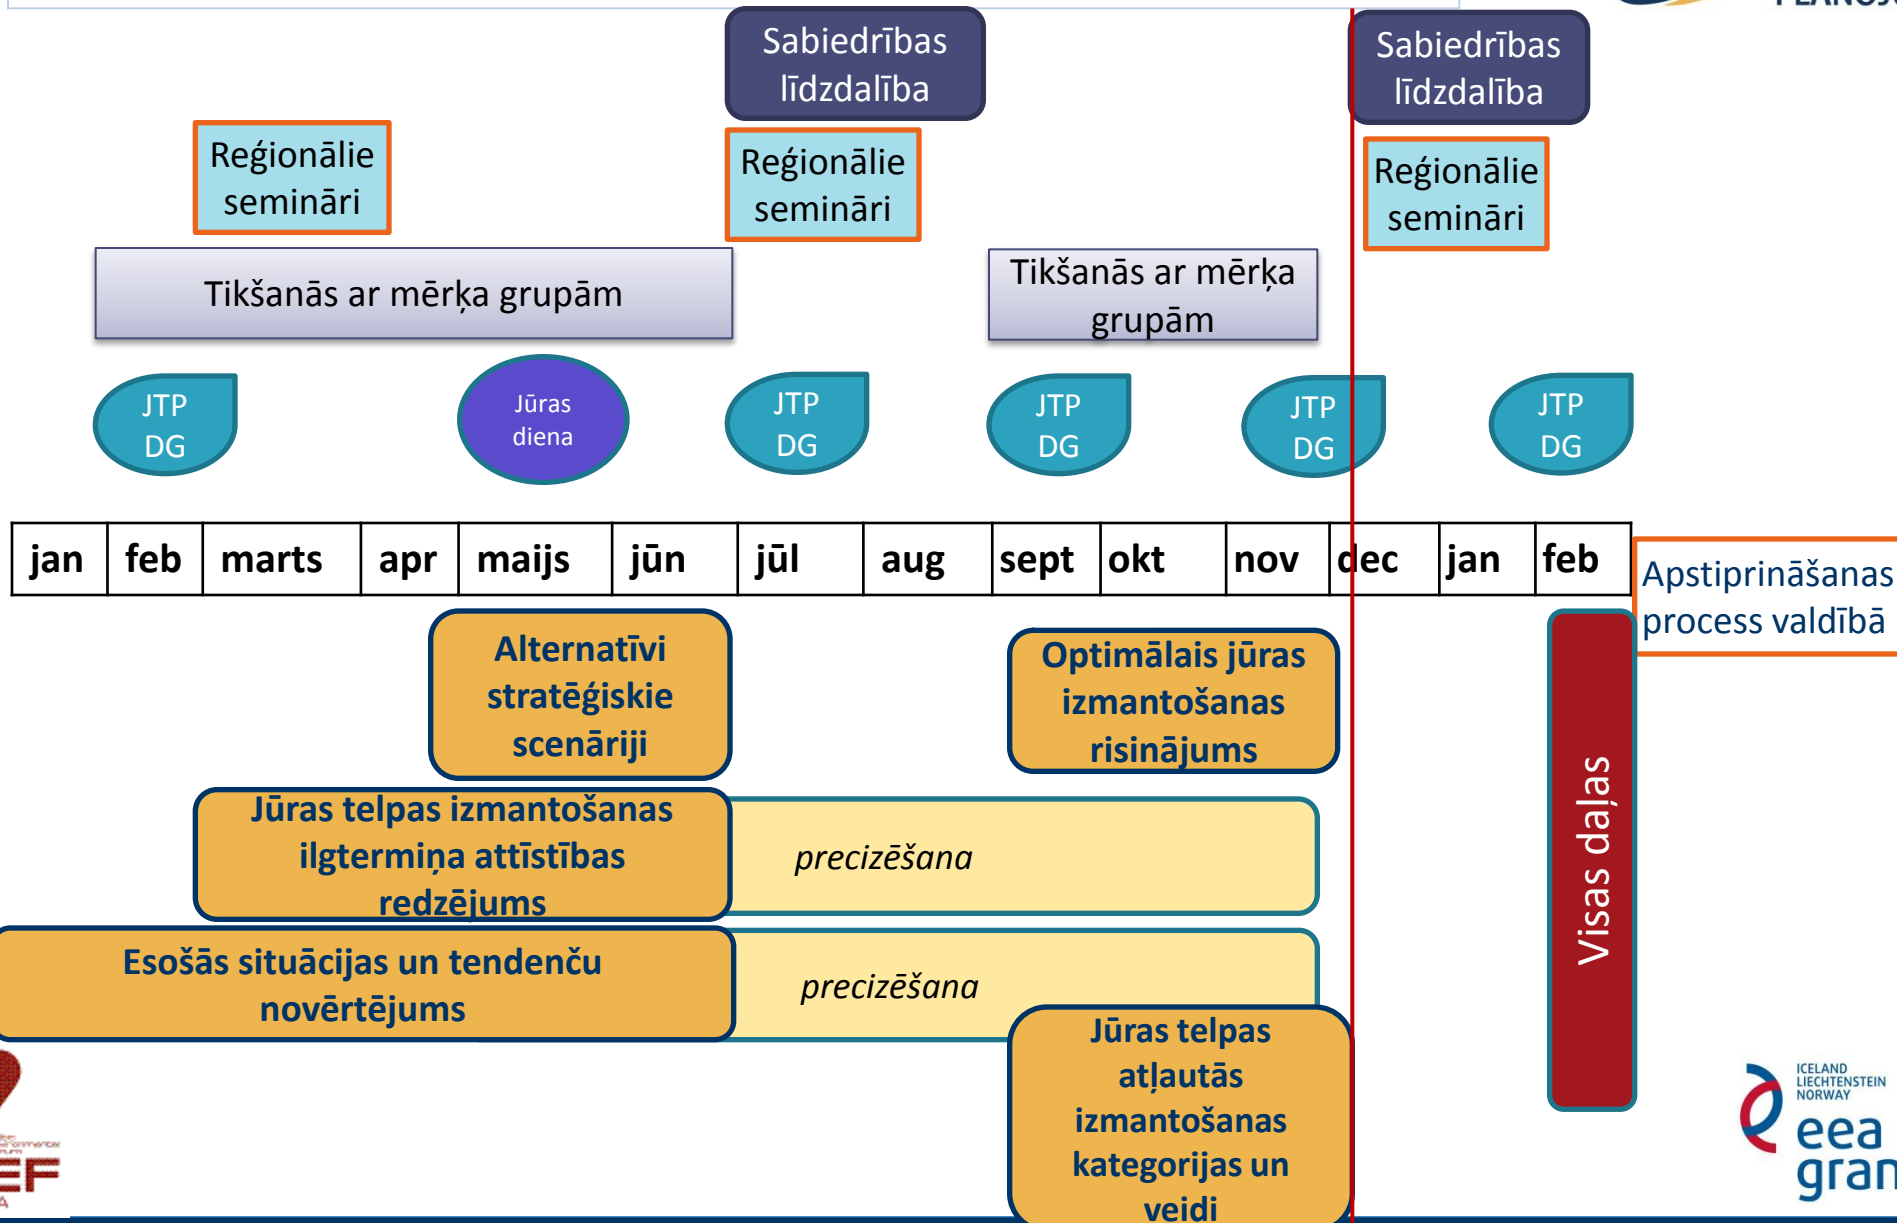 Sabiedrības
līdzdalība
Sabiedrības
līdzdalība
Reģionālie
semināri
Reģionālie
semināri
Reģionālie
semināri
Tikšanās ar mērķa grupām
Tikšanās ar mērķa
grupām
JTP
DG
Jūras
diena
JTP
DG
JTP
DG
JTP
DG
JTP
DG
jan feb marts apr maijs jūn jūl aug sept okt nov dec jan feb
Apstiprināšanas
process valdībā
Alternatīvi
stratēģiskie
scenāriji
Optimālais jūras
izmantošanas
risinājums
Jūras telpas izmantošanas
ilgtermiņa attīstības
redzējums
precizēšana
Esošās situācijas un tendenču
novērtējums
precizēšana
Jūras telpas
atļautās
izmantošanas
kategorijas un
veidi
Visas daļas
ICELAND
LIECHTENSTEIN
NORWAY
eea
gran